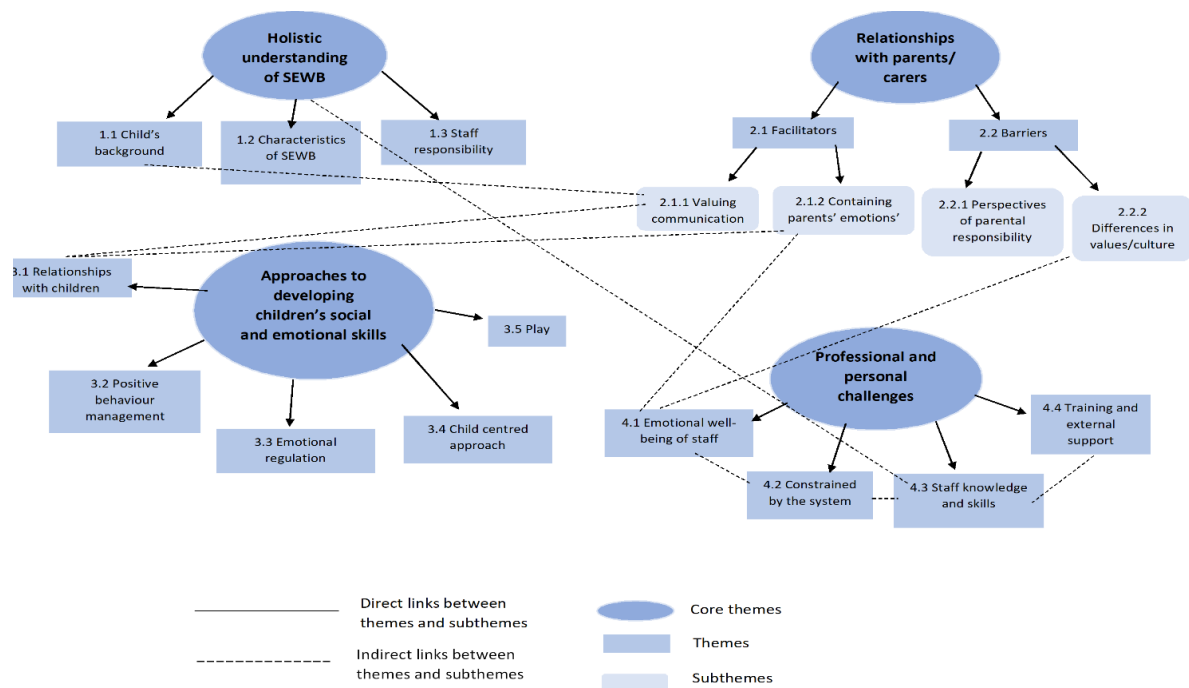 Holistic
understanding
of SEWB
1.1 Child's
background
1.2 Characteristics
of SEWB
1.3 Staff
responsibility
Relationships
with parents/
carers
2.1 Facilitators
2.2 Barriers
2.1.1 Valuing
communication
2.1.2 Containing
parents' emotions'
2.2.1 Perspectives
of parental
responsibility
2.2.2
Differences in
values/culture
3.1 Relationships
with children
Approaches to
developing
children's social
and emotional skills
3.5 Play
3.2 Positive
behaviour
management
3.3 Emotional
regulation
3.4 Child centred
approach
Professional and
personal
challenges
4.1 Emotional well-
being of staff
4.2 Constrained
by the system
4.3 Staff knowledge
and skills
4.4 Training and
external
support
Direct links between
themes and subthemes
Indirect links between
themes and subthemes
Core themes
Themes
Subthemes